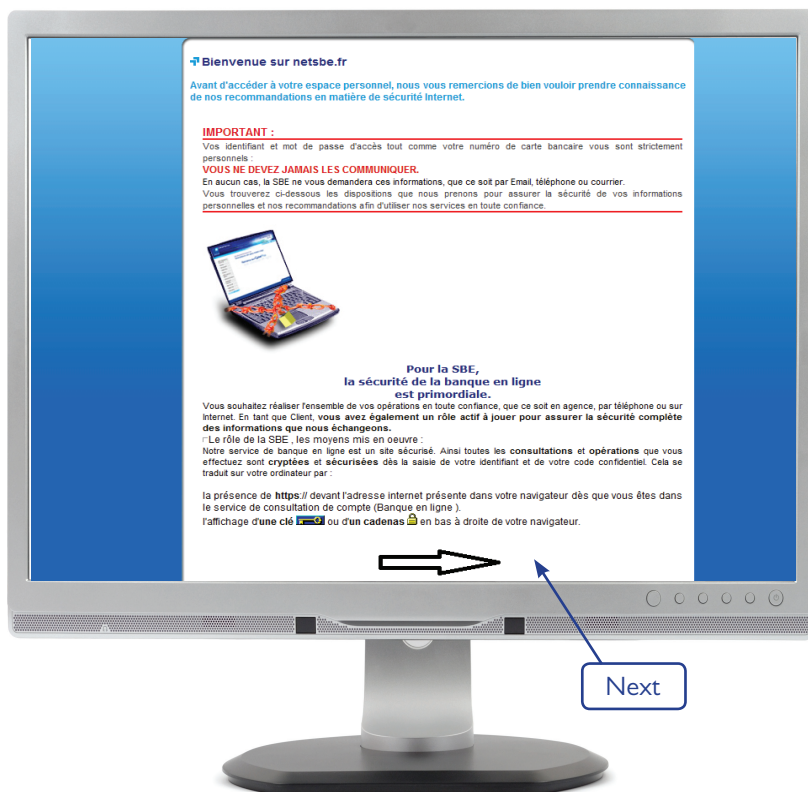 Bienvenue sur netsbe.fr
Avant d'accéder à votre espace personnel, nous vous remercions de bien vouloir prendre connaissance
de nos recommandations en matière de sécurité Internet.
IMPORTANT :
Vos identifiant et mot de passe d'accès tout comme votre numéro de carte bancaire vous sont strictement
personnels :
VOUS NE DEVEZ JAMAIS LES COMMUNIQUER.
En aucun cas, la SBE ne vous demandera ces informations, que ce soit par Email, téléphone ou courrier.
Vous trouverez ci-dessous les dispositions que nous prenons pour assurer la sécurité de vos informations
personnelles et nos recommandations afin d'utiliser nos services en toute confiance.
Pour la SBE,
la sécurité de la banque en ligne
est primordiale.
Vous souhaitez réaliser l'ensemble de vos opérations en toute confiance, que ce soit en agence, par téléphone ou sur
Internet. En tant que Client, vous avez également un rôle actif à jouer pour assurer la sécurité complète
des informations que nous échangeons.
Le rôle de la SBE , les moyens mis en oeuvre :
Notre service de banque en ligne est un site sécurisé. Ainsi toutes les consultations et opérations que vous
effectuez sont cryptées et sécurisées dès la saisie de votre identifiant et de votre code confidentiel. Cela se
traduit sur votre ordinateur par :
la présence de https:// devant l'adresse internet présente dans votre navigateur dès que vous êtes dans
le service de consultation de compte (Banque en ligne ).
l'affichage d'une clé ou d'un cadenas en bas à droite de votre navigateur.
Next